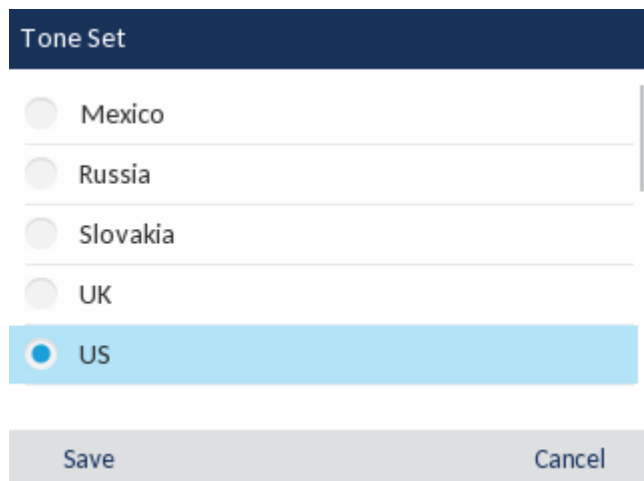 Tone Set
Mexico
Russia
Slovakia
UK
US
Save Cancel